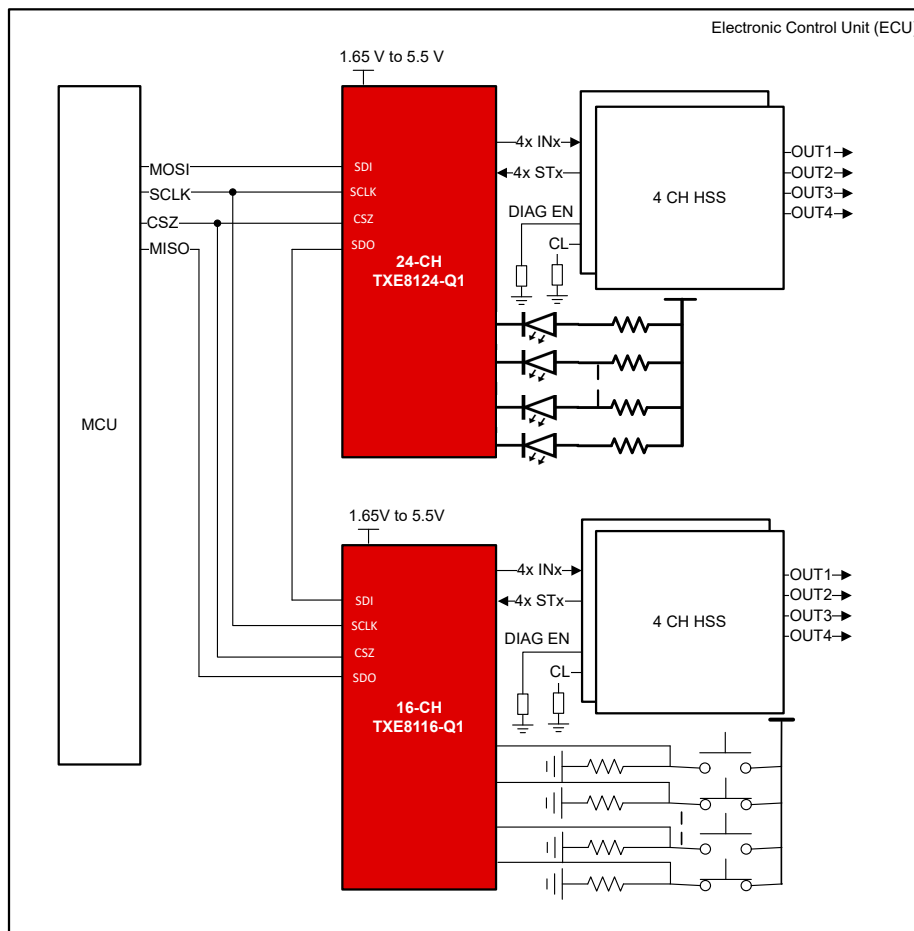 Electronic Control Unit (ECU)
1.65 V to 5.5 V
MOSI
SCLK
CSZ
MISO
SDI
SCLK
CSZ
SDO
24-CH
TXE8124-Q1
4x INx
4x STx
DIAG EN
CL
4 CH HSS
OUT1
OUT2
OUT3
OUT4
MCU
1.65V to 5.5V
SDI
SCLK
CSZ
SDO
16-CH
TXE8116-Q1
4x INx
4x STx
DIAG EN
CL
4 CH HSS
OUT1
OUT2
OUT3
OUT4